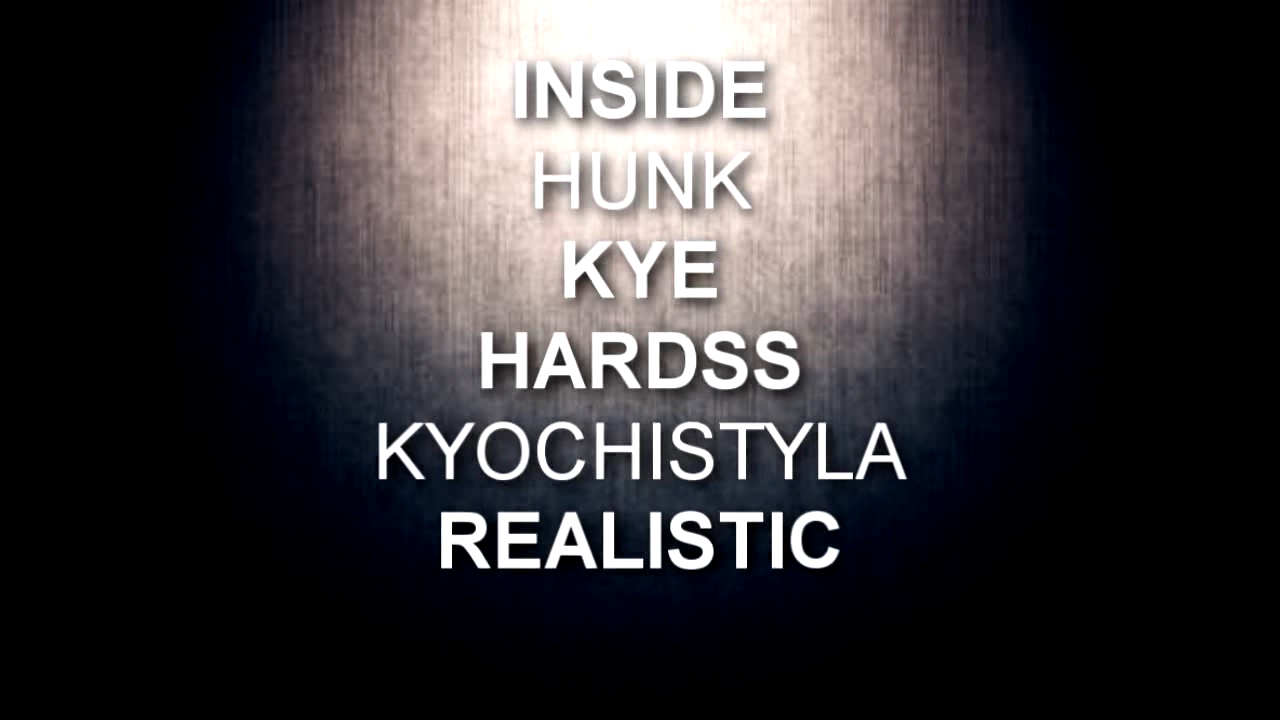 INSIDE
HUNK
KYE
HARDSS
KYOCHISTYLA
REALISTIC